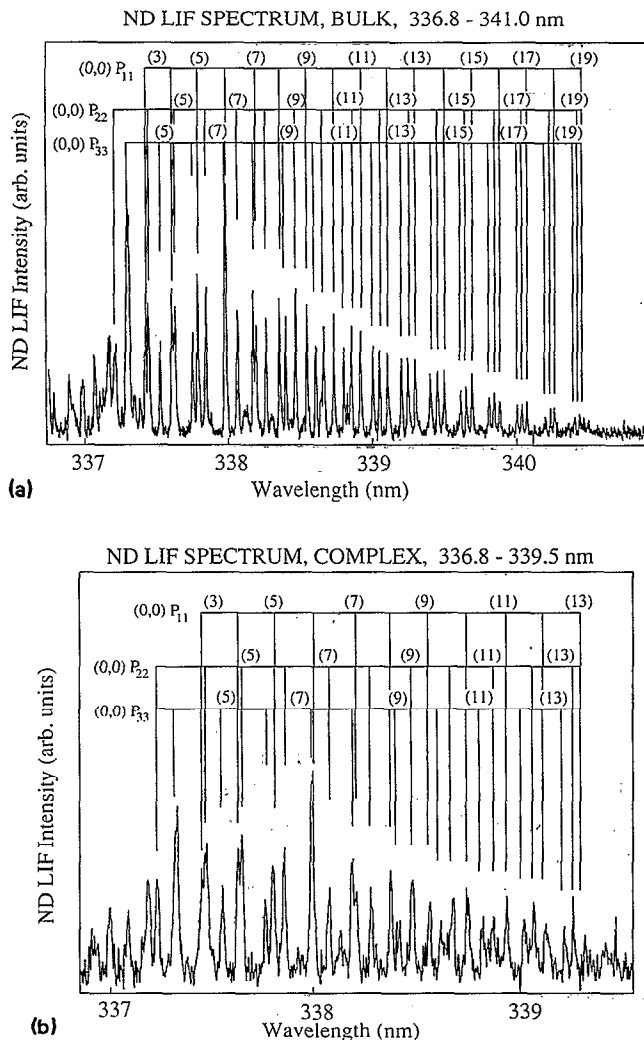 ND LIF SPECTRUM, BULK, 336.8 - 341.0 nm
(3) (5) (7) (9) (11) (13) (15) (17) (19)
(0,0) P11
(5) (7) (9) (11) (13) (15) (17) (19)
(0,0) P22
(5) (7) (9) (11) (13) (15) (17) (19)
(0,0) P33
ND LIF Intensity (arb. units)
337 338 339 340
Wavelength (nm)
(a)
ND LIF SPECTRUM, COMPLEX, 336.8 - 339.5 nm
(3) (5) (7) (9) (11) (13)
(0,0) P11
(5) (7) (9) (11) (13)
(0,0) P22
(5) (7) (9) (11) (13)
(0,0) P33
ND LIF Intensity (arb. units)
337 338 339
Wavelength (nm)
(b)